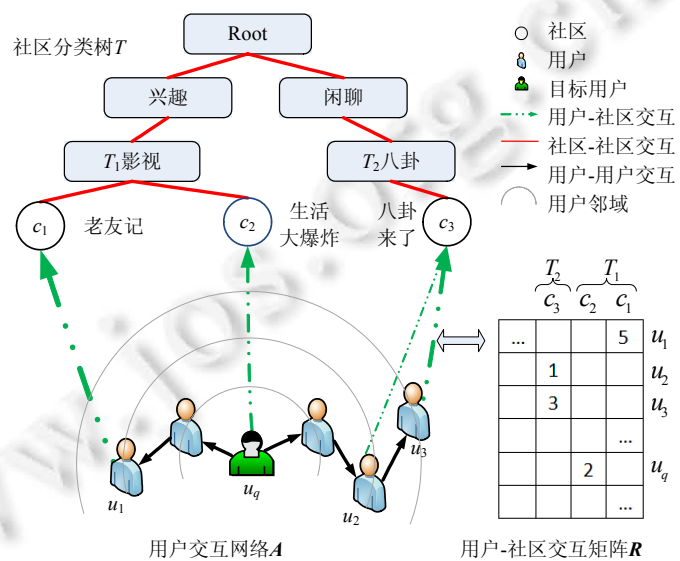 社区分类树T
Root
兴趣
闲聊
T1影视
T2八卦
c1
老友记
c2
生活
大爆炸
八卦
来了
c3
社区
用户
目标用户
用户-社区交互
社区-社区交互
用户-用户交互
用户邻域
T2 T1
c3 c2 c1
... 5 u1
1 u2
3 u3
...
2 uq
...
u1
uq
u2
u3
用户交互网络A
用户-社区交互矩阵R